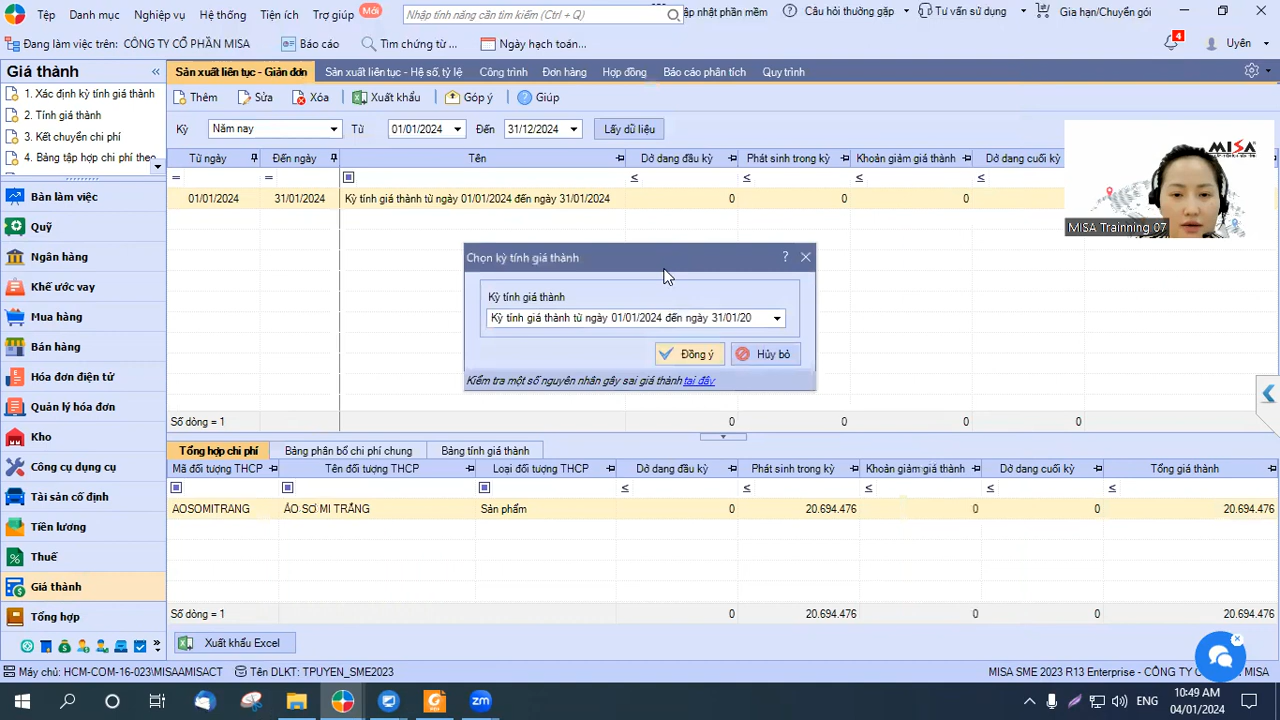 Tệp Danh mục Nghiệp vụ Hệ thống Tiện ích Trợ giúp Mới Nhập tính năng cần tìm kiếm (Ctrl + Q) phần mềm Câu hỏi thường gặp Tư vấn sử dụng Gia hạn/Chuyển gói
Đang làm việc trên: CÔNG TY CỔ PHẦN MISA Báo cáo Tìm chứng từ ... Ngày hạch toán... 4 Uyên
Giá thành « Sản xuất liên tục - Giản đơn Sản xuất liên tục - Hệ số, tỷ lệ Công trình Đơn hàng Hợp đồng Báo cáo phân tích Quy trình
1. Xác định kỳ tính giá thành
2. Tính giá thành
3. Kết chuyển chi phí
4. Bảng tập hợp chi phí theo
Thêm Sửa Xóa Xuất khẩu Góp ý Giúp
Kỳ Năm nay Từ 01/01/2024 Đến 31/12/2024 Lấy dữ liệu
Từ ngày Đến ngày Tên Dở dang đầu kỳ Phát sinh trong kỳ Khoản giảm giá thành Dở dang cuối kỳ
= = ≤ ≤ ≤ ≤
01/01/2024 31/01/2024 Kỳ tính giá thành từ ngày 01/01/2024 đến ngày 31/01/2024 0 0 0
MISA
MISA Trainning 07
Bàn làm việc
Quỹ
Ngân hàng
Khế ước vay
Mua hàng
Bán hàng
Hóa đơn điện tử
Quản lý hóa đơn
Kho
Công cụ dụng cụ
Tài sản cố định
Tiền lương
Thuế
Giá thành
Tổng hợp
Chọn kỳ tính giá thành ?
Kỳ tính giá thành
Kỳ tính giá thành từ ngày 01/01/2024 đến ngày 31/01/20
Đồng ý Hủy bỏ
Kiểm tra một số nguyên nhân gây sai giá thành tại đây
Số dòng = 1 0 0 0 0
Tổng hợp chi phí Bảng phân bổ chi phí chung Bảng tính giá thành
Mã đối tượng THCP Tên đối tượng THCP Loại đối tượng THCP Dở dang đầu kỳ Phát sinh trong kỳ Khoản giảm giá thành Dở dang cuối kỳ Tổng giá thành
≤ ≤ ≤ ≤ ≤
AOSOMITRANG ÁO SƠ MI TRẮNG Sản phẩm 0 20.694.476 0 0 20.694.476
Số dòng = 1 0 20.694.476 0 0 20.694.476
Xuất khẩu Excel
Máy chủ: HCM-COM-16-023\MISAAMISACT Tên DLKT: TPUYEN_SME2023 MISA SME 2023 R13 Enterprise - CÔNG TY MISA
zm ENG 10:49 AM
04/01/2024